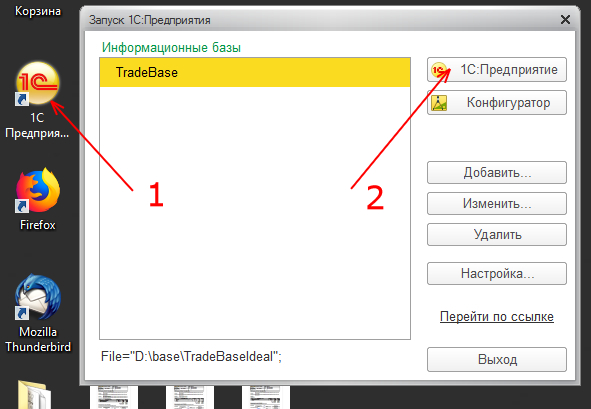 Корзина
1С
Предприя...
Firefox
Mozilla
Thunderbird
Запуск 1С:Предприятия
Информационные базы
TradeBase
File="D:\base\TradeBaseIdeal";
1С:Предприятие
Конфигуратор
Добавить...
Изменить...
Удалить
Настройка...
Перейти по ссылке
Выход
1
2